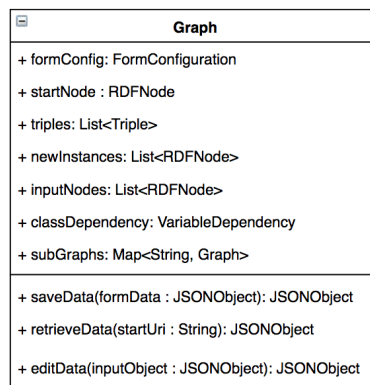 Graph
+ formConfig: FormConfiguration
+ startNode : RDFNode
+ triples: List<Triple>
+ newInstances: List<RDFNode>
+ inputNodes: List<RDFNode>
+ classDependency: VariableDependency
+ subGraphs: Map<String, Graph>
+ saveData(formData : JSONObject): JSONObject
+ retrieveData(startUri : String): JSONObject
+ editData(inputObject : JSONObject): JSONObject